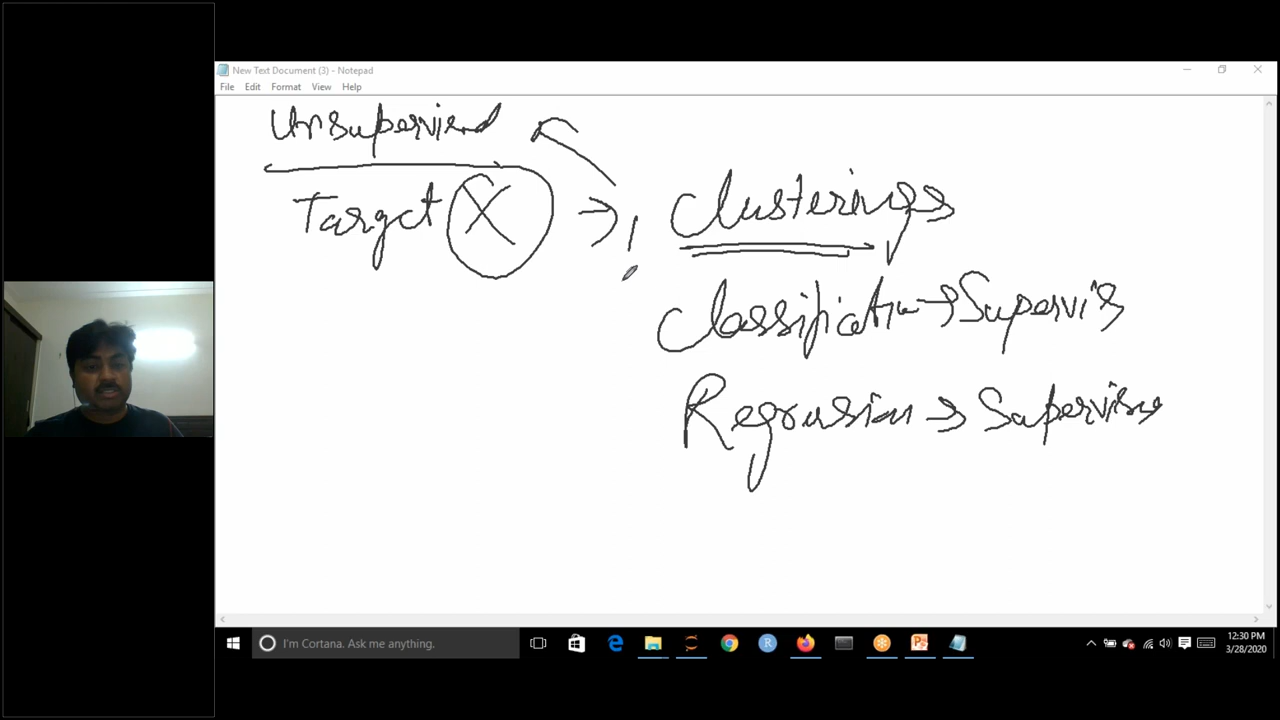 New Text Document (3) - Notepad
File Edit Format View Help
Unsupervised
Target X → 1 Clusterings
Classification → Supervis
Regression → Supervise
I'm Cortana. Ask me anything.
12:30 PM
3/28/2020